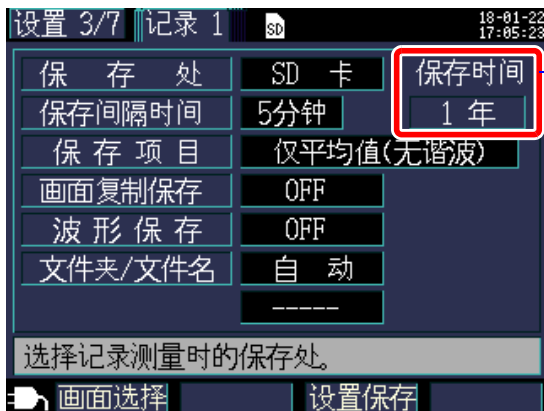 设置 3/7 记录 1 SD 18-01-22
17:05:23
保存处 SD 卡 保存时间
保存间隔时间 5分钟 1年
保存项目 仅平均值(无谐波)
画面复制保存 OFF
波形保存 OFF
文件夹/文件名 自动
-----
选择记录测量时的保存处。
画面选择 设置保存